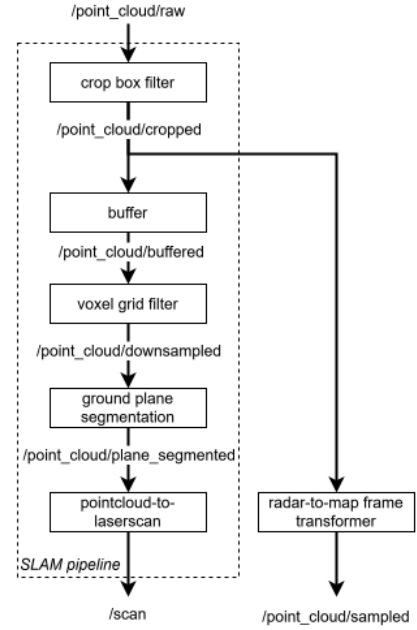 /point_cloud/raw
crop box filter
/point_cloud/cropped
buffer
/point_cloud/buffered
voxel grid filter
/point_cloud/downsampled
ground plane
segmentation
/point_cloud/plane_segmented
pointcloud-to-
laserscan
radar-to-map frame
transformer
SLAM pipeline
/scan
/point_cloud/sampled